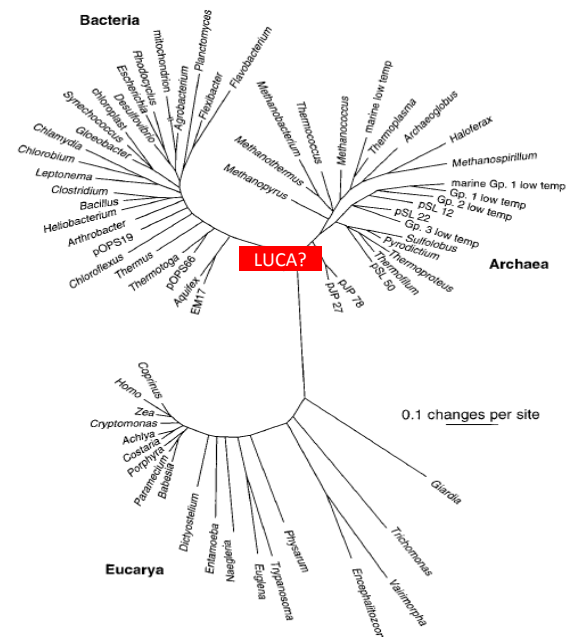 Bacteria
mitochondrion
Planctomyces
Flavobacterium
Flexibacter
Agrobacterium
Rhodocyclus
Escherichia
Desulfovibrio
chloroplast
Synechococcus
Gloeobacter
Chlamydia
Chlorobium
Leptonema
Clostridium
Bacillus
Heliobacterium
Arthrobacter
pOPS19
Chloroflexus
Thermus
Thermotoga
pOPS66
Aquifex
EM17
LUCA?
Methanopyrus
Methanothermus
Methanobacterium
Thermococcus
Methanococcus
marine low temp
Thermoplasma
Archaeoglobus
Haloferax
Methanospirillum
marine Gp. 1 low temp
Gp. 1 low temp
Gp. 2 low temp
pSL 12
pSL 22
Gp. 3 low temp
Sulfolobus
Pyrodictium
Thermoproteus
Thermofilum
pSL 50
pJP 78
pJP 27
Archaea
0.1 changes per site
Coprinus
Homo
Zea
Cryptomonas
Achlya
Costaria
Porphyra
Paramecium
Babesia
Dictyostelium
Entamoeba
Naegleria
Euglena
Trypanosoma
Physarum
Encephalitozoon
Vairimorpha
Trichomonas
Giardia
Eucarya